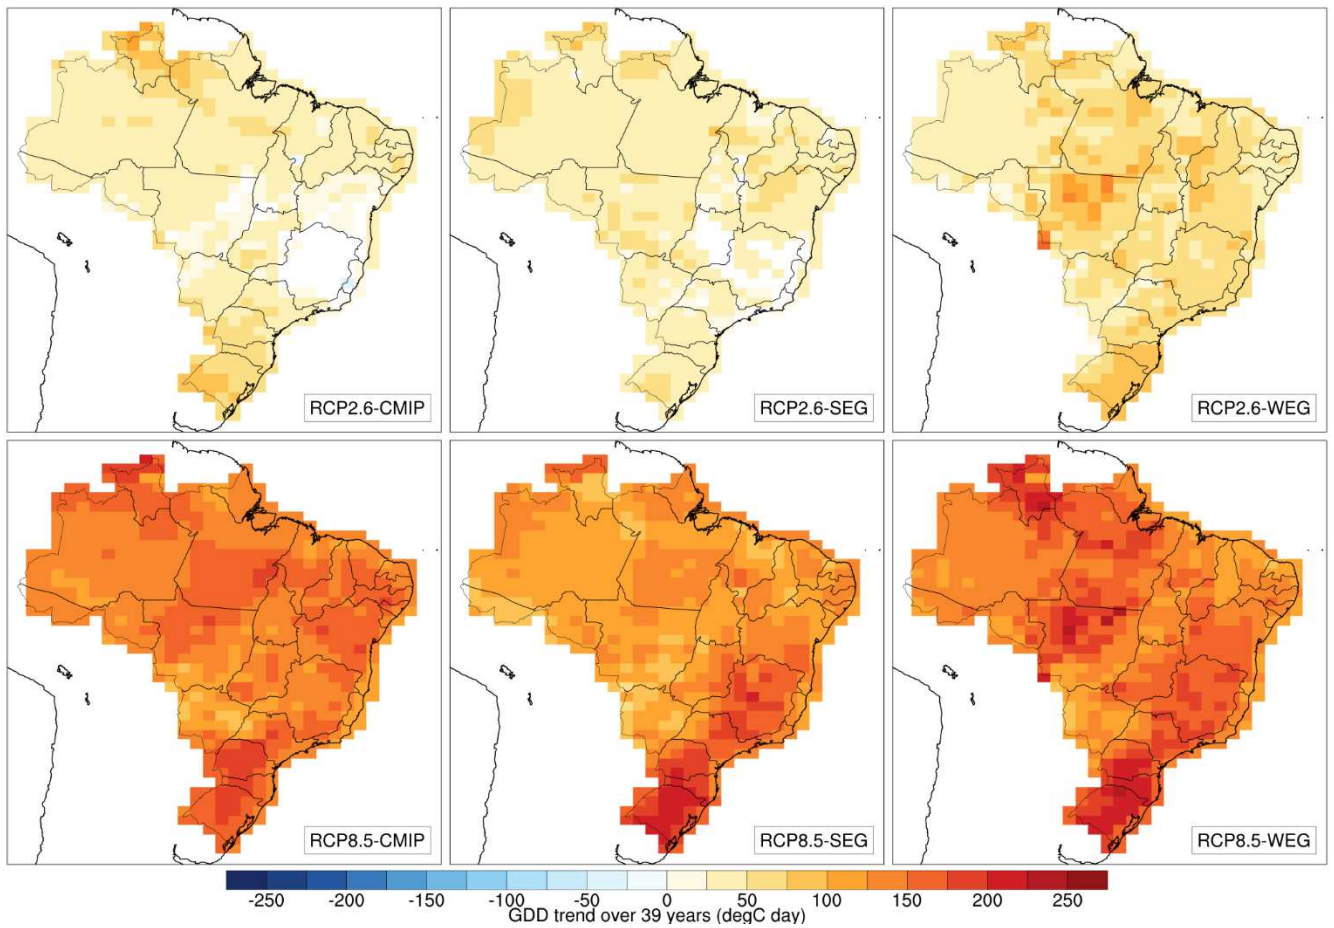 RCP2.6-CMIP
RCP2.6-SEG
RCP2.6-WEG
RCP8.5-CMIP
RCP8.5-SEG
RCP8.5-WEG
-250 -200 -150 -100 -50 0 50 100 150 200 250
GDD trend over 39 years (degC day)